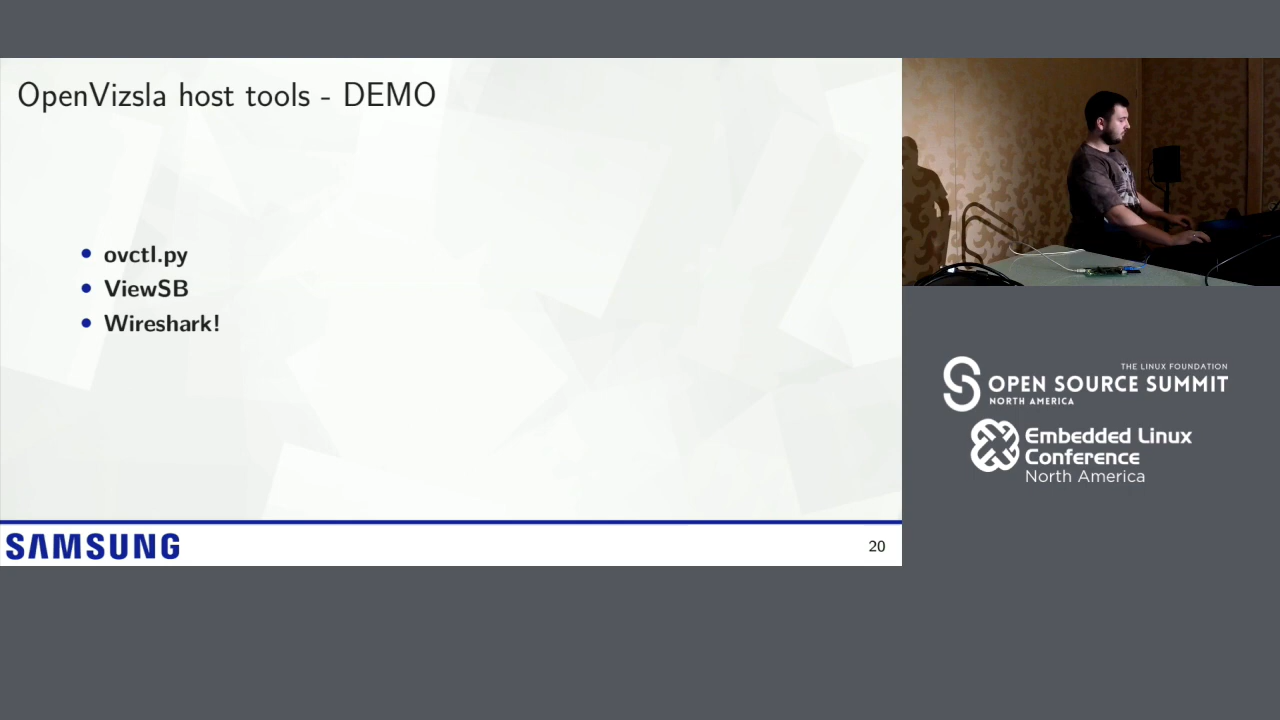 OpenVizsla host tools - DEMO
• ovctl.py
• ViewSB
• Wireshark!
SAMSUNG
20
THE LINUX FOUNDATION
OPEN SOURCE SUMMIT
NORTH AMERICA
Embedded Linux
Conference
North America